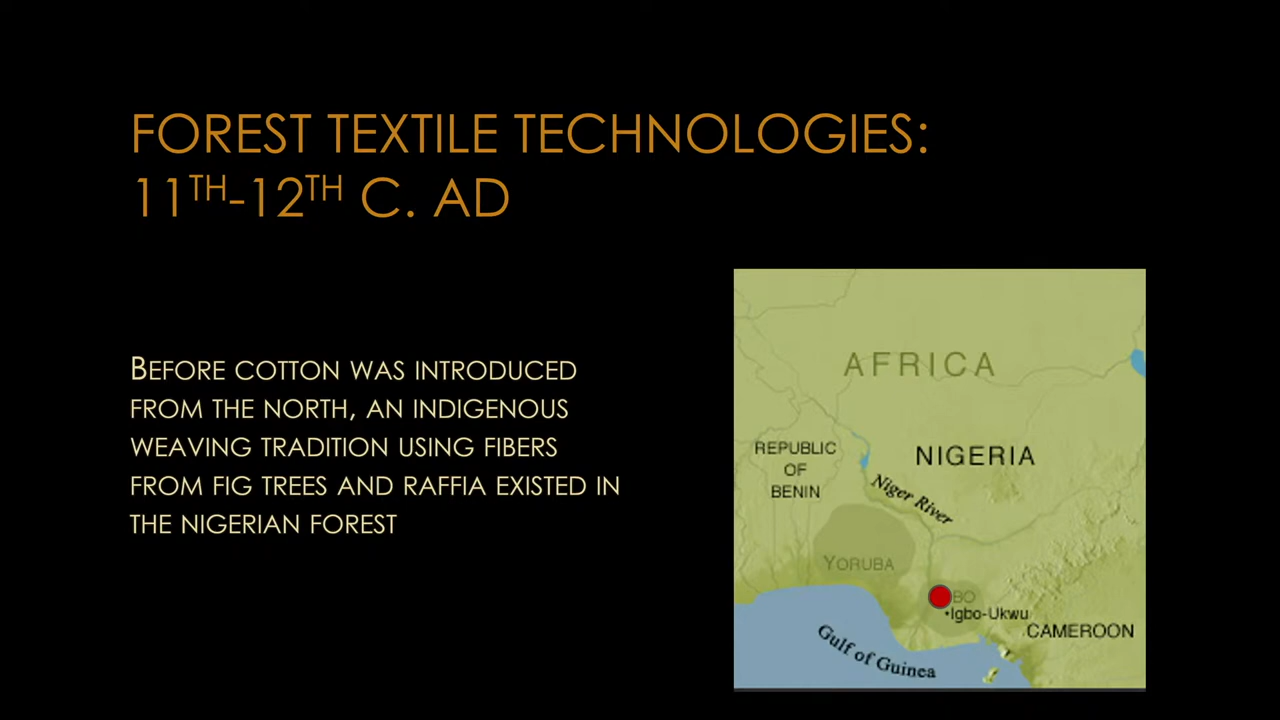 FOREST TEXTILE TECHNOLOGIES:
11TH-12TH C. AD
BEFORE COTTON WAS INTRODUCED
FROM THE NORTH, AN INDIGENOUS
WEAVING TRADITION USING FIBERS
FROM FIG TREES AND RAFFIA EXISTED IN
THE NIGERIAN FOREST
AFRICA
REPUBLIC
OF
BENIN
NIGERIA
Niger River
YORUBA
BO
•Igbo-Ukwu
CAMEROON
Gulf of Guinea